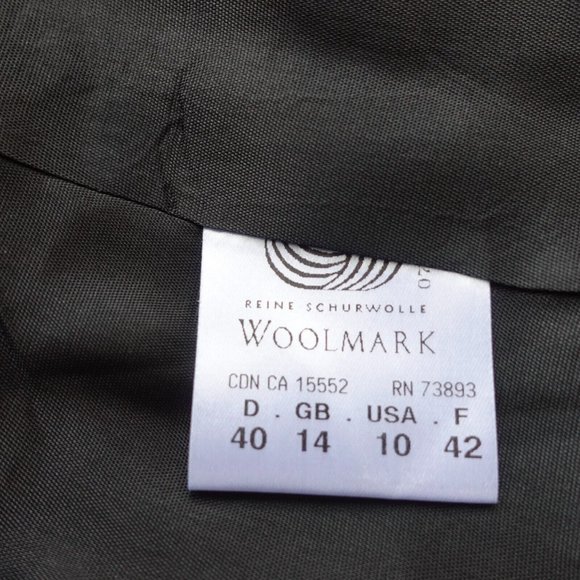 REINE SCHURWOLLE
WOOLMARK
CDN CA 15552 RN 73893
D . GB . USA . F
40 14 10 42